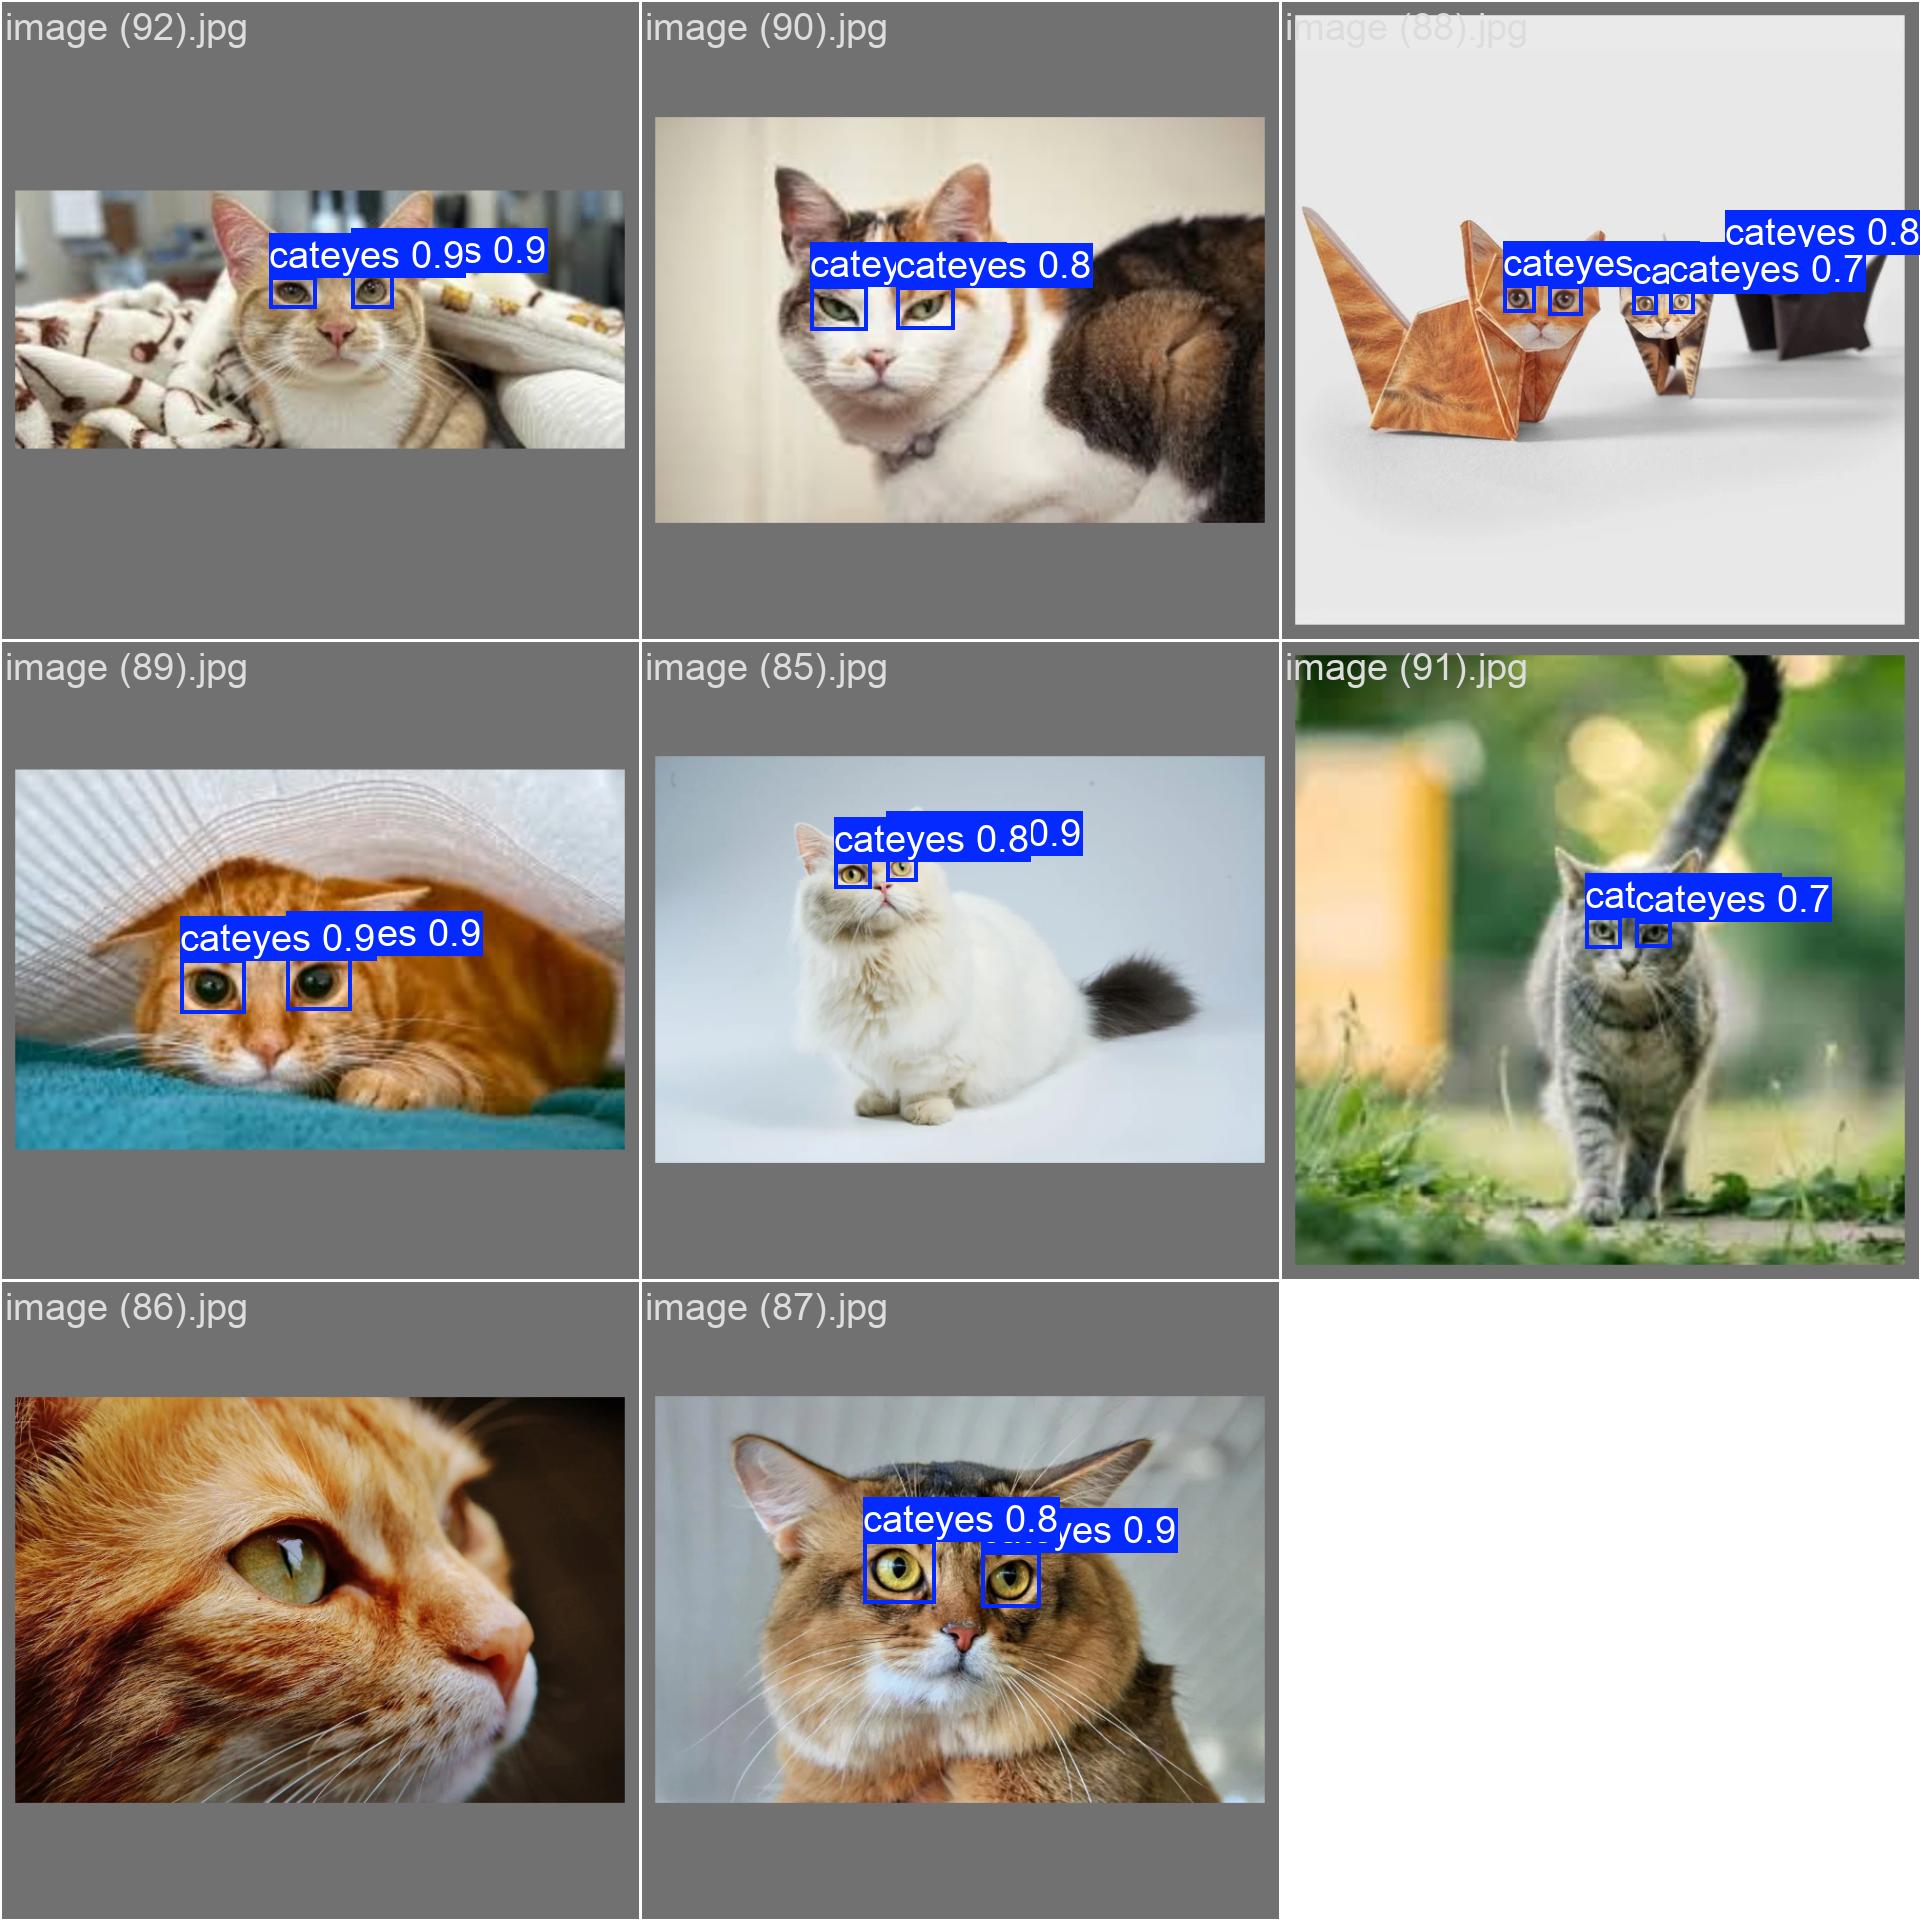 image (92).jpg
cateyes 0.9s 0.9
image (90).jpg
cateycateyes 0.8
image (88).jpg
cateyes 0.8
cateyes
cacateyes 0.7
image (89).jpg
cateyes 0.9es 0.9
image (85).jpg
cateyes 0.80.9
image (91).jpg
catcateyes 0.7
image (86).jpg
image (87).jpg
cateyes 0.8
yes 0.9